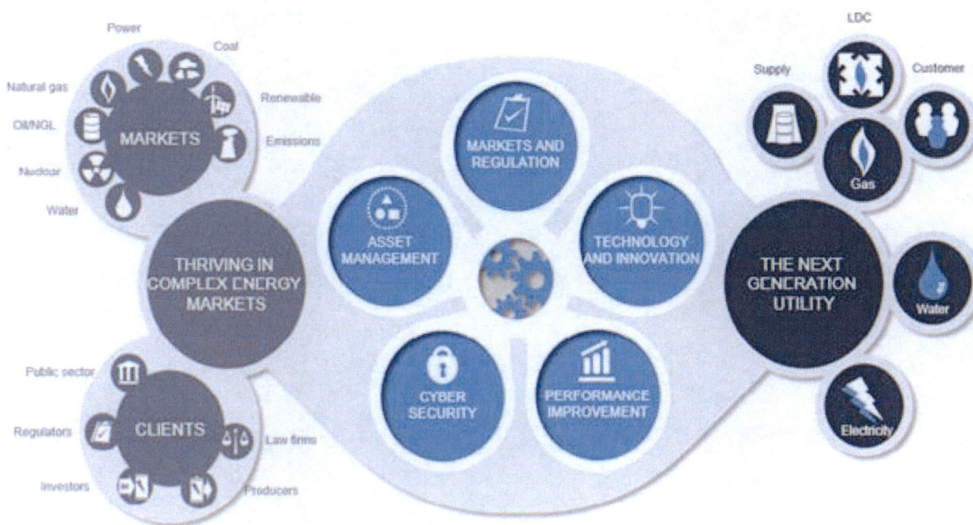 Power
Coal
Natural gas
Renewable
Oil/NGL
MARKETS
Emissions
Nuclear
Water
THRIVING IN
COMPLEX ENERGY
MARKETS
Public sector
Regulators
CLIENTS
Law firms
Investors
Producers
MARKETS AND
REGULATION
ASSET
MANAGEMENT
TECHNOLOGY
AND INNOVATION
CYBER
SECURITY
PERFORMANCE
IMPROVEMENT
LDC
Supply
Customer
Gas
THE NEXT
GENERATION
UTILITY
Water
Electricity